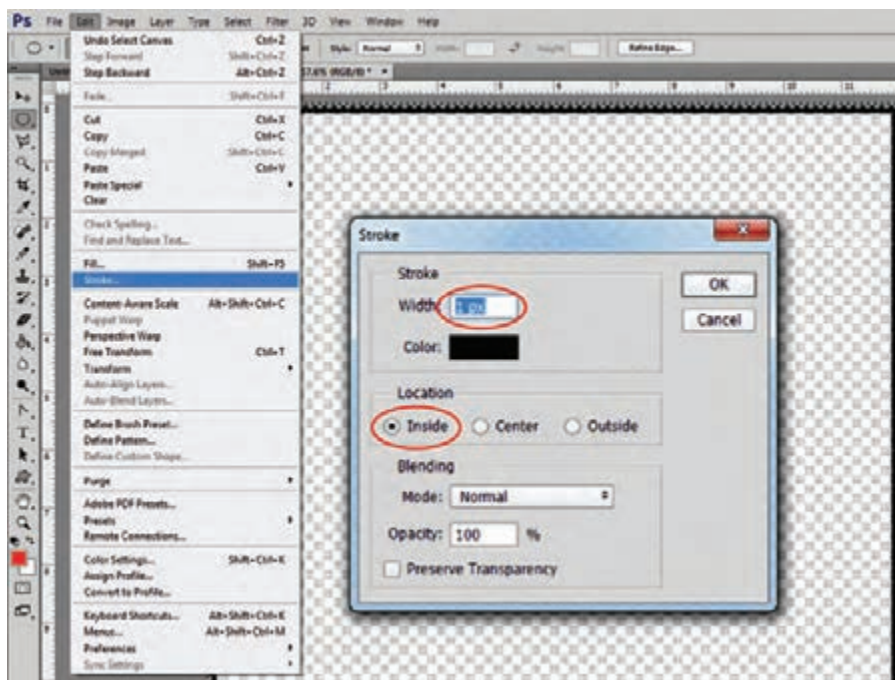 Ps File Edit Image Layer Type Select Filter 3D View Window Help
Style: Normal Width: Height: Refine Edge...
Undo Select Canvas Ctrl+Z
Step Forward Shift+Ctrl+Z
Step Backward Alt+Ctrl+Z
Fade... Shift+Ctrl+F
Cut Ctrl+X
Copy Ctrl+C
Copy Merged Shift+Ctrl+C
Paste Ctrl+V
Paste Special
Clear
Check Spelling...
Find and Replace Text...
Fill... Shift+F5
Stroke...
Content-Aware Scale Alt+Shift+Ctrl+C
Puppet Warp
Perspective Warp
Free Transform Ctrl+T
Transform
Auto-Align Layers...
Auto-Blend Layers...
Define Brush Preset...
Define Pattern...
Define Custom Shape...
Purge
Adobe PDF Presets...
Presets
Remote Connections...
Color Settings... Shift+Ctrl+K
Assign Profile...
Convert to Profile...
Keyboard Shortcuts... Alt+Shift+Ctrl+K
Menus... Alt+Shift+Ctrl+M
Preferences
Sync Settings
Stroke
Stroke
Width: 1 px
Color:
OK
Cancel
Location
Inside Center Outside
Blending
Mode: Normal
Opacity: 100 %
Preserve Transparency